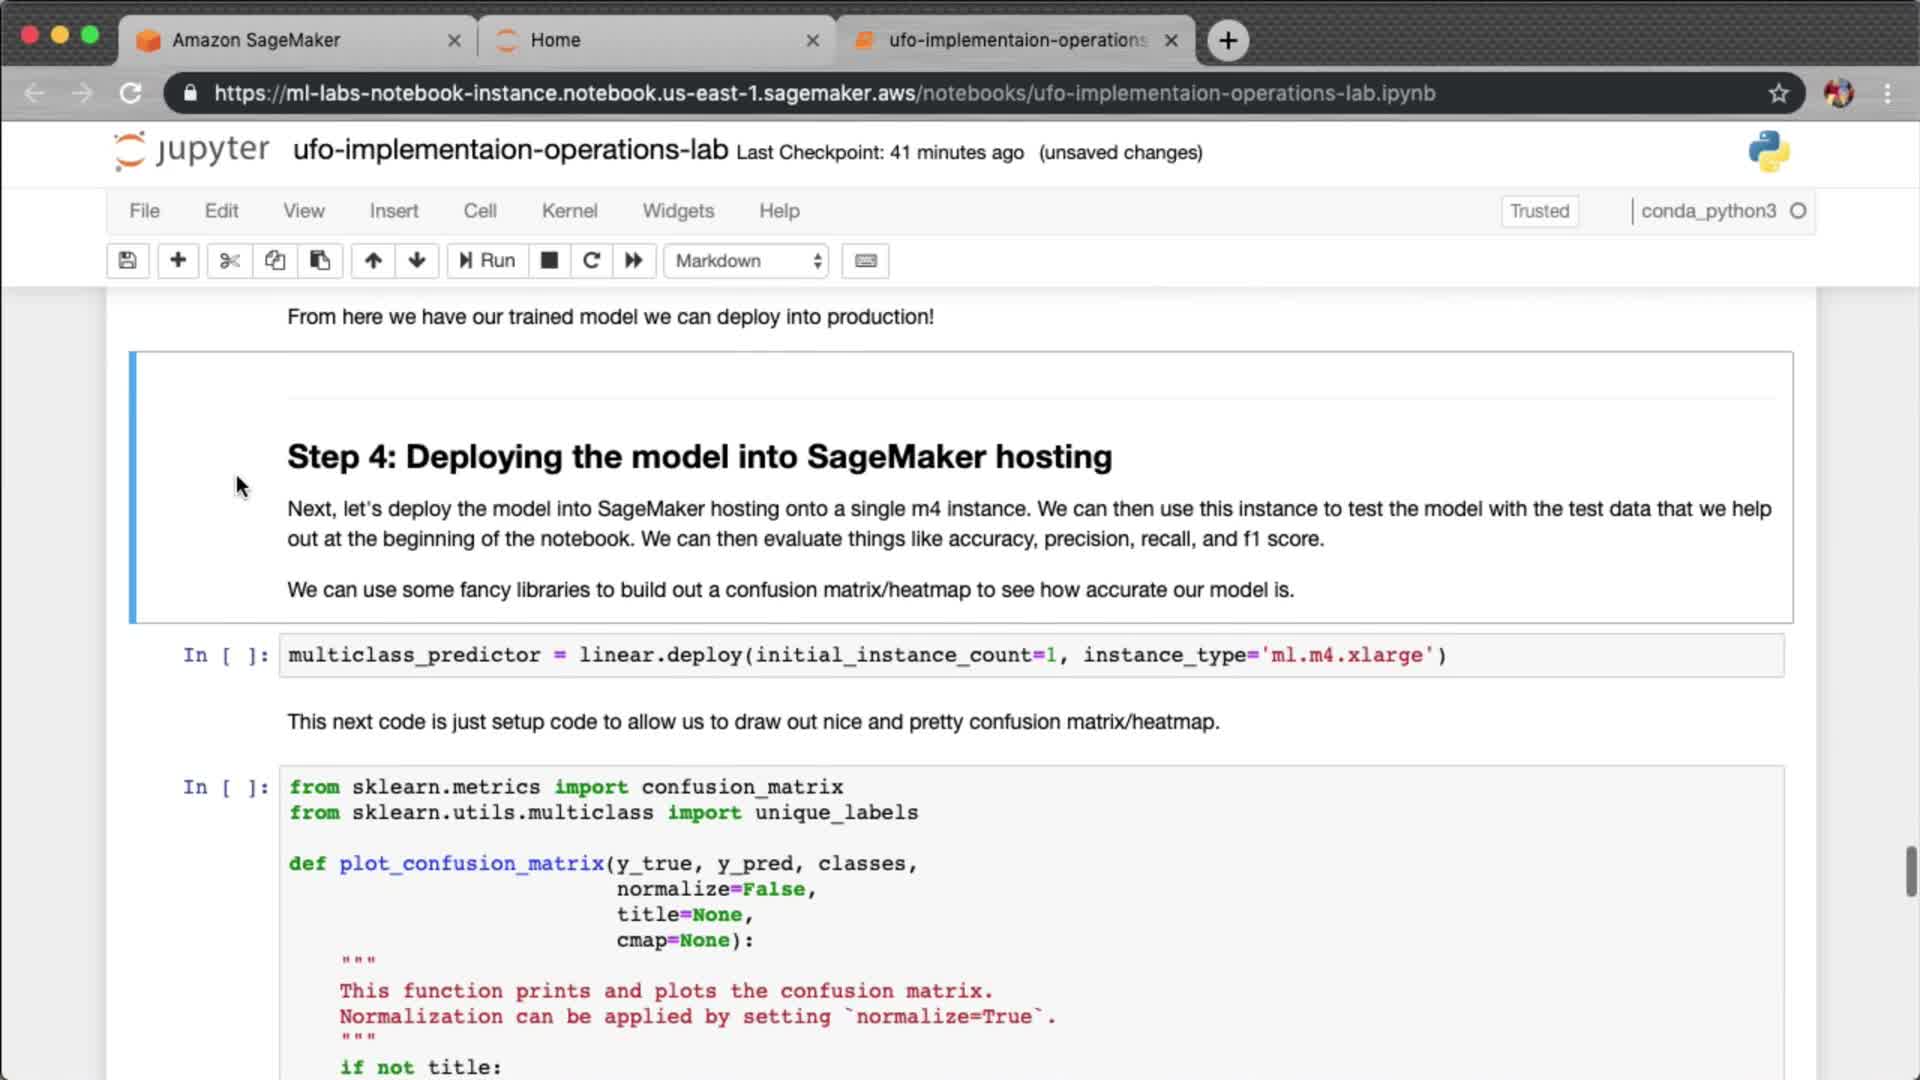 Amazon SageMaker
Home
ufo-implementaion-operations
https://ml-labs-notebook-instance.notebook.us-east-1.sagemaker.aws/notebooks/ufo-implementaion-operations-lab.ipynb
jupyter ufo-implementaion-operations-lab Last Checkpoint: 41 minutes ago (unsaved changes)
File Edit View Insert Cell Kernel Widgets Help Trusted conda_python3
Run Markdown
From here we have our trained model we can deploy into production!
Step 4: Deploying the model into SageMaker hosting
Next, let's deploy the model into SageMaker hosting onto a single m4 instance. We can then use this instance to test the model with the test data that we help
out at the beginning of the notebook. We can then evaluate things like accuracy, precision, recall, and f1 score.
We can use some fancy libraries to build out a confusion matrix/heatmap to see how accurate our model is.
In [ ]: multiclass_predictor = linear.deploy(initial_instance_count=1, instance_type='ml.m4.xlarge')
This next code is just setup code to allow us to draw out nice and pretty confusion matrix/heatmap.
In [ ]: from sklearn.metrics import confusion_matrix
from sklearn.utils.multiclass import unique_labels
def plot_confusion_matrix(y_true, y_pred, classes,
normalize=False,
title=None,
cmap=None):
"""
This function prints and plots the confusion matrix.
Normalization can be applied by setting `normalize=True`.
"""
if not title: